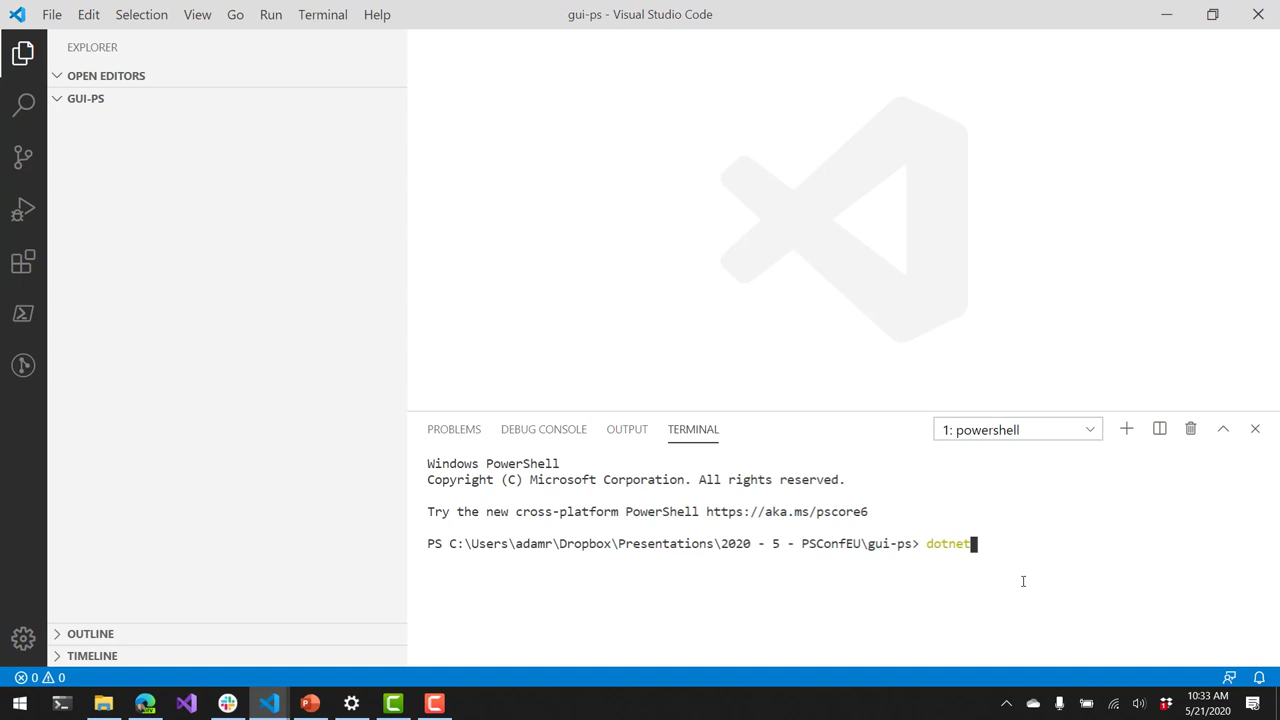 File Edit Selection View Go Run Terminal Help
gui-ps - Visual Studio Code
EXPLORER
OPEN EDITORS
GUI-PS
PROBLEMS DEBUG CONSOLE OUTPUT TERMINAL
1: powershell
Windows PowerShell
Copyright (C) Microsoft Corporation. All rights reserved.
Try the new cross-platform PowerShell https://aka.ms/pscore6
PS C:\Users\adamr\Dropbox\Presentations\2020 - 5 - PSConfEU\gui-ps> dotnet
OUTLINE
TIMELINE
0 0
10:33 AM
5/21/2020